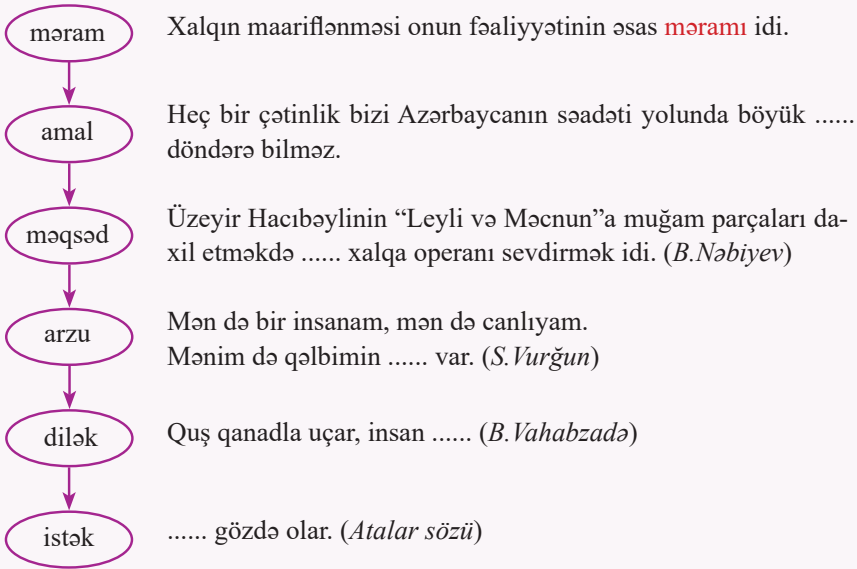 məram
Xalqın maariflənməsi onun fəaliyyətinin əsas məramı idi.
amal
Heç bir çətinlik bizi Azərbaycanın səadəti yolunda böyük ......
döndərə bilməz.
məqsəd
Üzeyir Hacıbəylinin “Leyli və Məcnun”a muğam parçaları da-
xil etməkdə ...... xalqa operanı sevdirmək idi. (B.Nəbiyev)
arzu
Mən də bir insanam, mən də canlıyam.
Mənim də qəlbimin ...... var. (S.Vurğun)
dilək
Quş qanadla uçar, insan ...... (B.Vahabzadə)
istək
...... gözdə olar. (Atalar sözü)